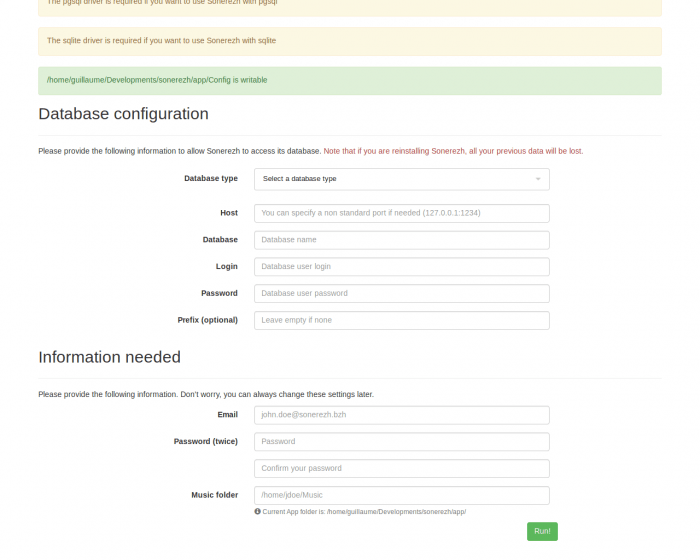 The pgsql driver is required if you want to use Sonerezh with pgsql
The sqlite driver is required if you want to use Sonerezh with sqlite
/home/guillaume/Developments/sonerezh/app/Config is writable
Database configuration
Please provide the following information to allow Sonerezh to access its database. Note that if you are reinstalling Sonerezh, all your previous data will be lost.
Database type Select a database type
Host You can specify a non standard port if needed (127.0.0.1:1234)
Database Database name
Login Database user login
Password Database user password
Prefix (optional) Leave empty if none
Information needed
Please provide the following information. Don't worry, you can always change these settings later.
Email john.doe@sonerezh.bzh
Password (twice) Password
Confirm your password
Music folder /home/jdoe/Music
Current App folder is: /home/guillaume/Developments/sonerezh/app/
Run!